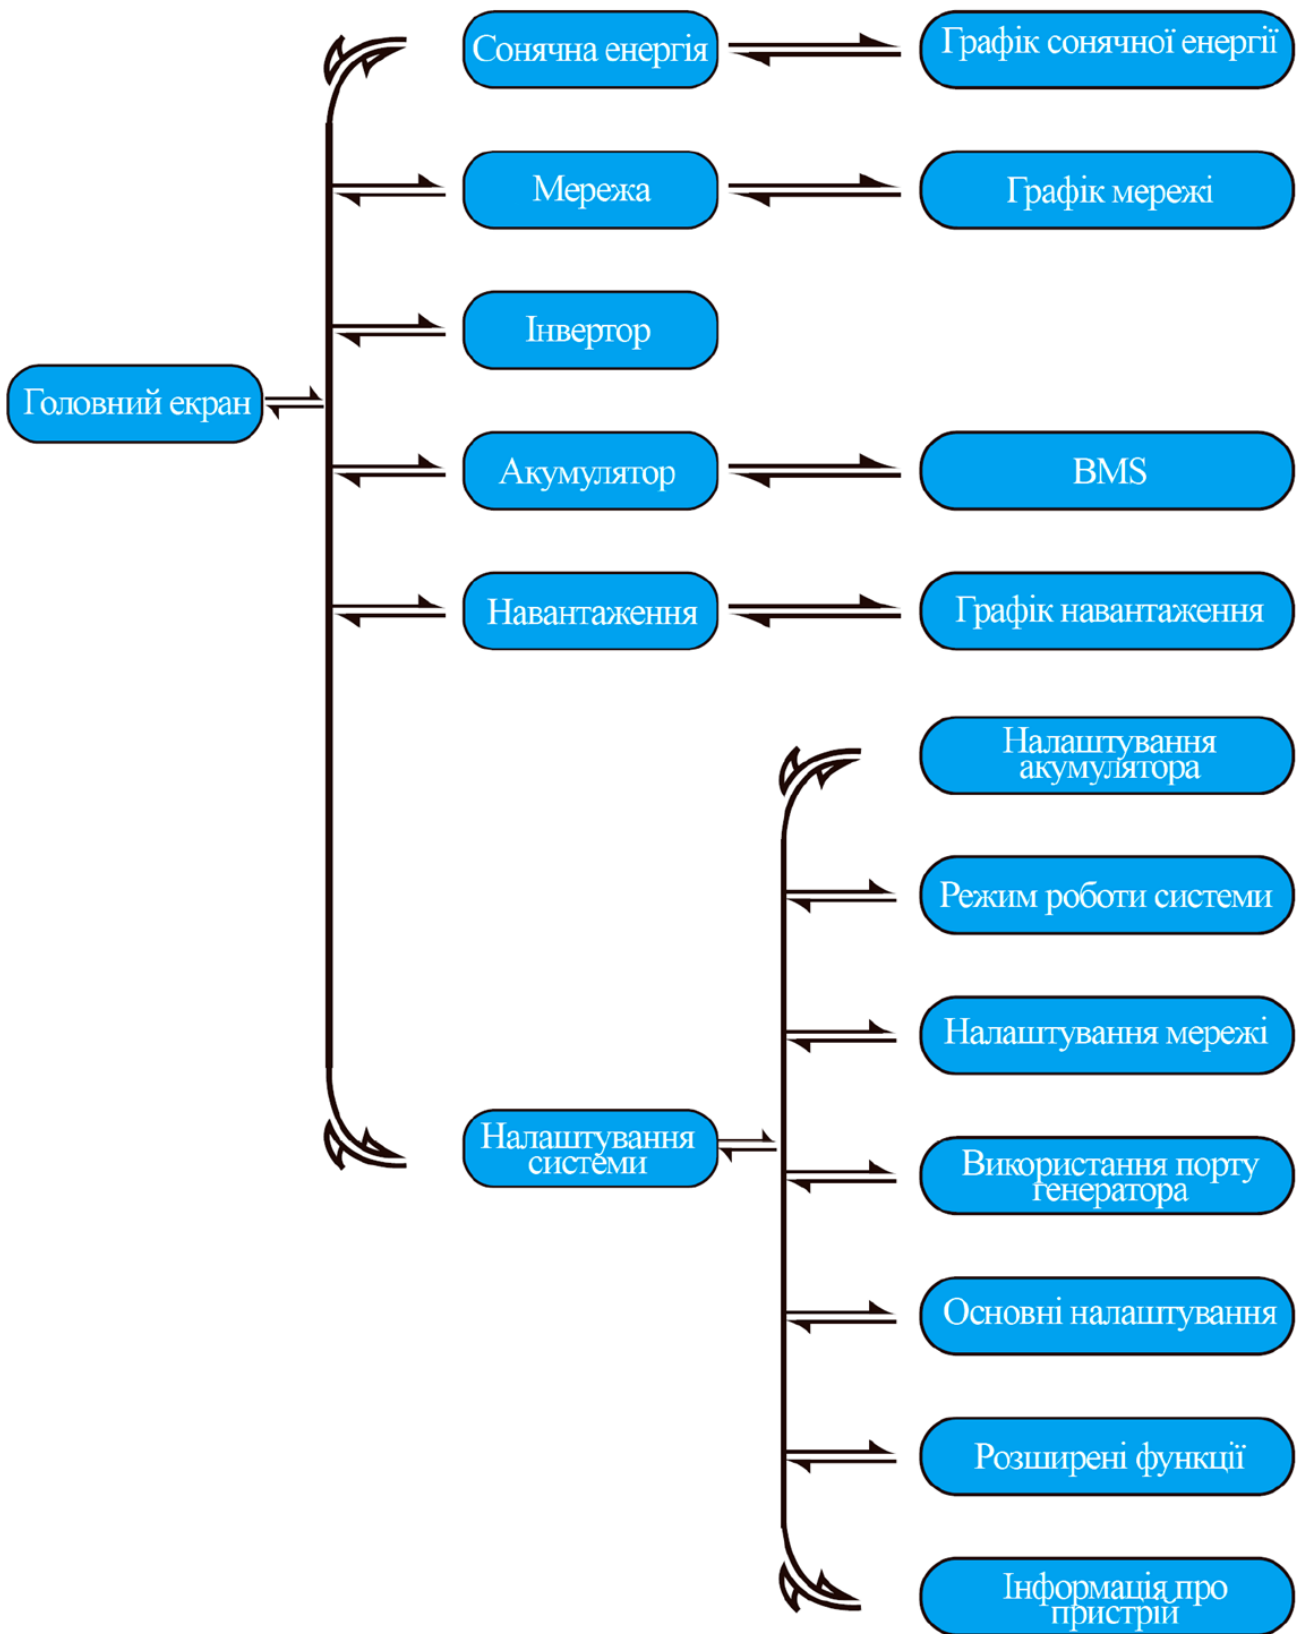 Сонячна енергія
Графік сонячної енергії
Мережа
Графік мережі
Інвертор
Головний екран
Акумулятор
BMS
Навантаження
Графік навантаження
Налаштування
акумулятора
Режим роботи системи
Налаштування мережі
Налаштування
системи
Використання порту
генератора
Основні налаштування
Розширені функції
Інформація про
пристрій